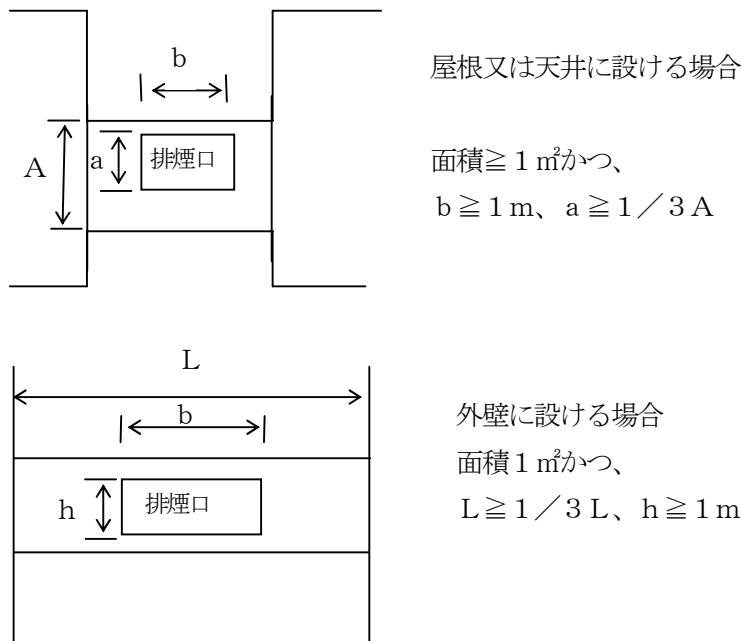 b
屋根又は天井に設ける場合
A
a
排煙口
面積≧1㎡かつ、
b≧1m、a≧1/3A
L
b
外壁に設ける場合
面積1㎡かつ、
h
排煙口
L≧1/3L、h≧1m